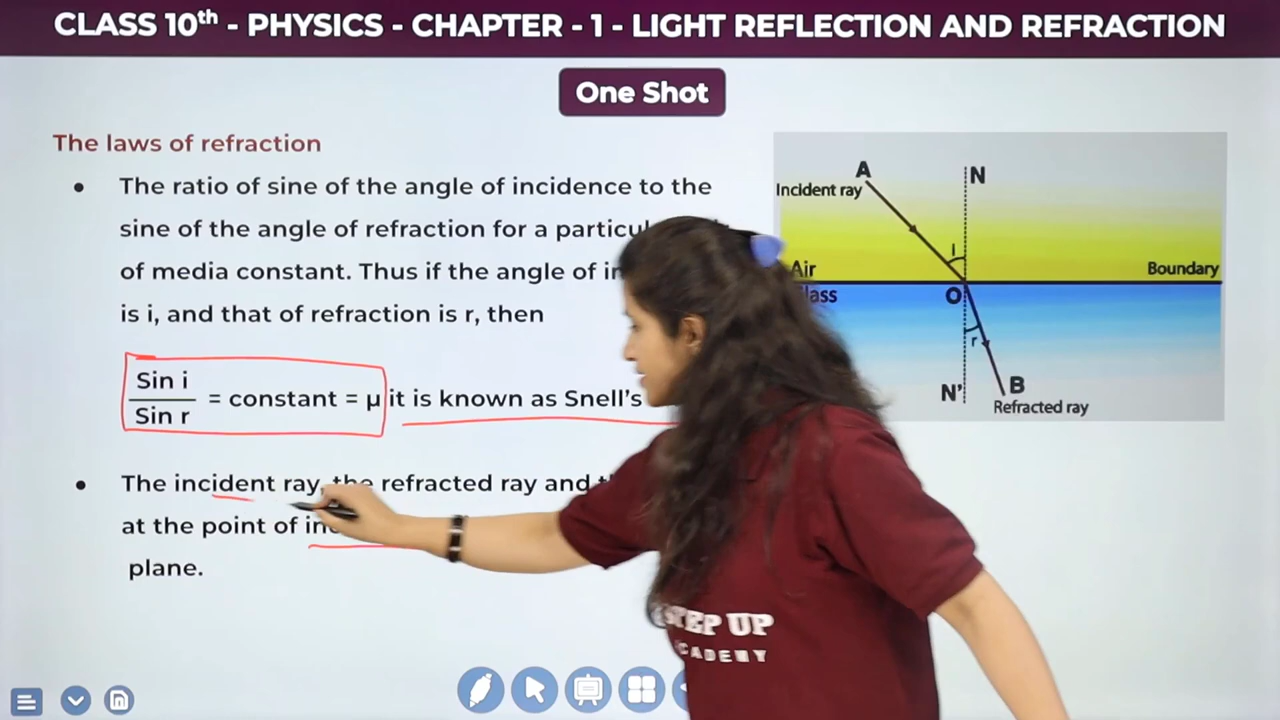 CLASS 10th - PHYSICS - CHAPTER - 1 - LIGHT REFLECTION AND REFRACTION
One Shot
The laws of refraction
The ratio of sine of the angle of incidence to the
sine of the angle of refraction for a
of media constant. Thus if the angle of
is i, and that of refraction is r, then
Sin i
Sin r
= constant = μ it is known as Snell's
The incident ray, the refracted ray and
at the point of
plane.
A
N
Incident ray
i
Air
Boundary
O
r
N'
B
Refracted ray
STEP UP
ACADEMY